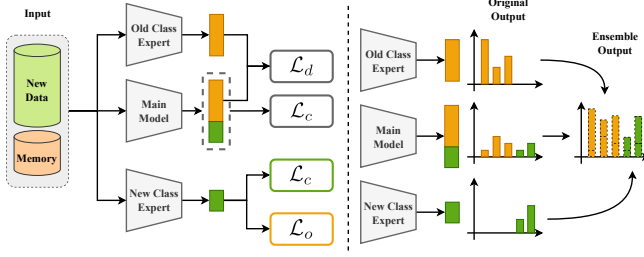 Input
New
Data
Memory
Old Class
Expert
Main
Model
New Class
Expert
ℒd
ℒc
ℒc
ℒo
Original
Output
Ensemble
Output
Old Class
Expert
Main
Model
New Class
Expert